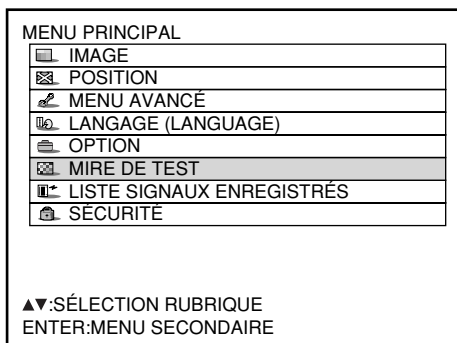 MENU PRINCIPAL
IMAGE
POSITION
MENU AVANCÉ
LANGAGE (LANGUAGE)
OPTION
MIRE DE TEST
LISTE SIGNAUX ENREGISTRÉS
SÉCURITÉ
▲▼:SÉLECTION RUBRIQUE
ENTER:MENU SECONDAIRE